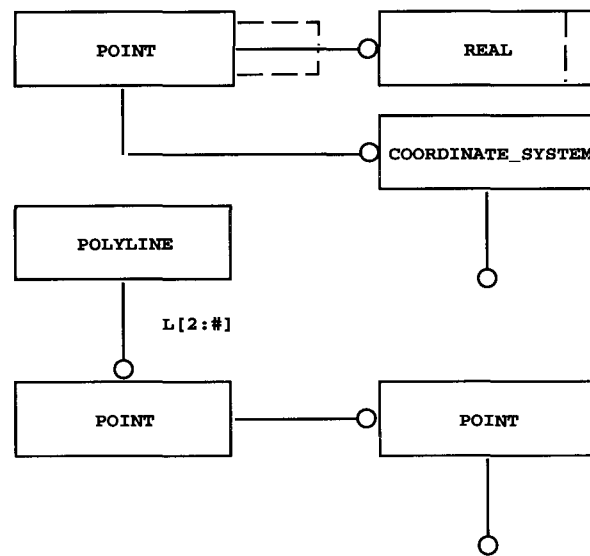 POINT
REAL
COORDINATE_SYSTEM
POLYLINE
L[2:#]
POINT
POINT